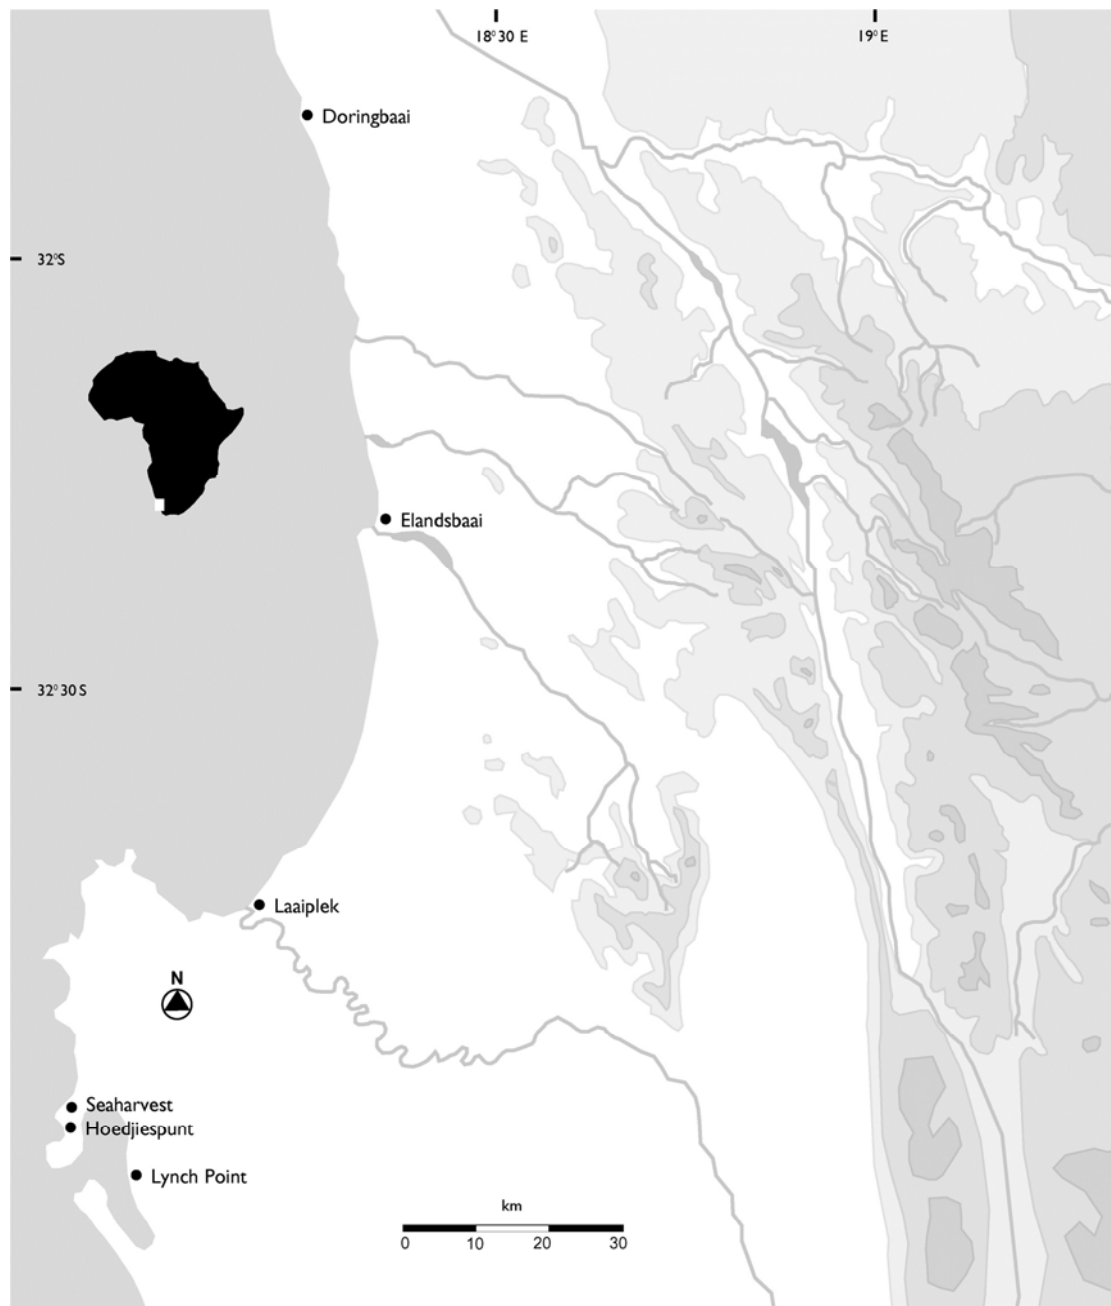 18°30 E
19°E
Doringbaai
32°S
Elandsbaai
32°30 S
Laaiplek
N
Seaharvest
Hoedjiespunt
Lynch Point
km
0 10 20 30